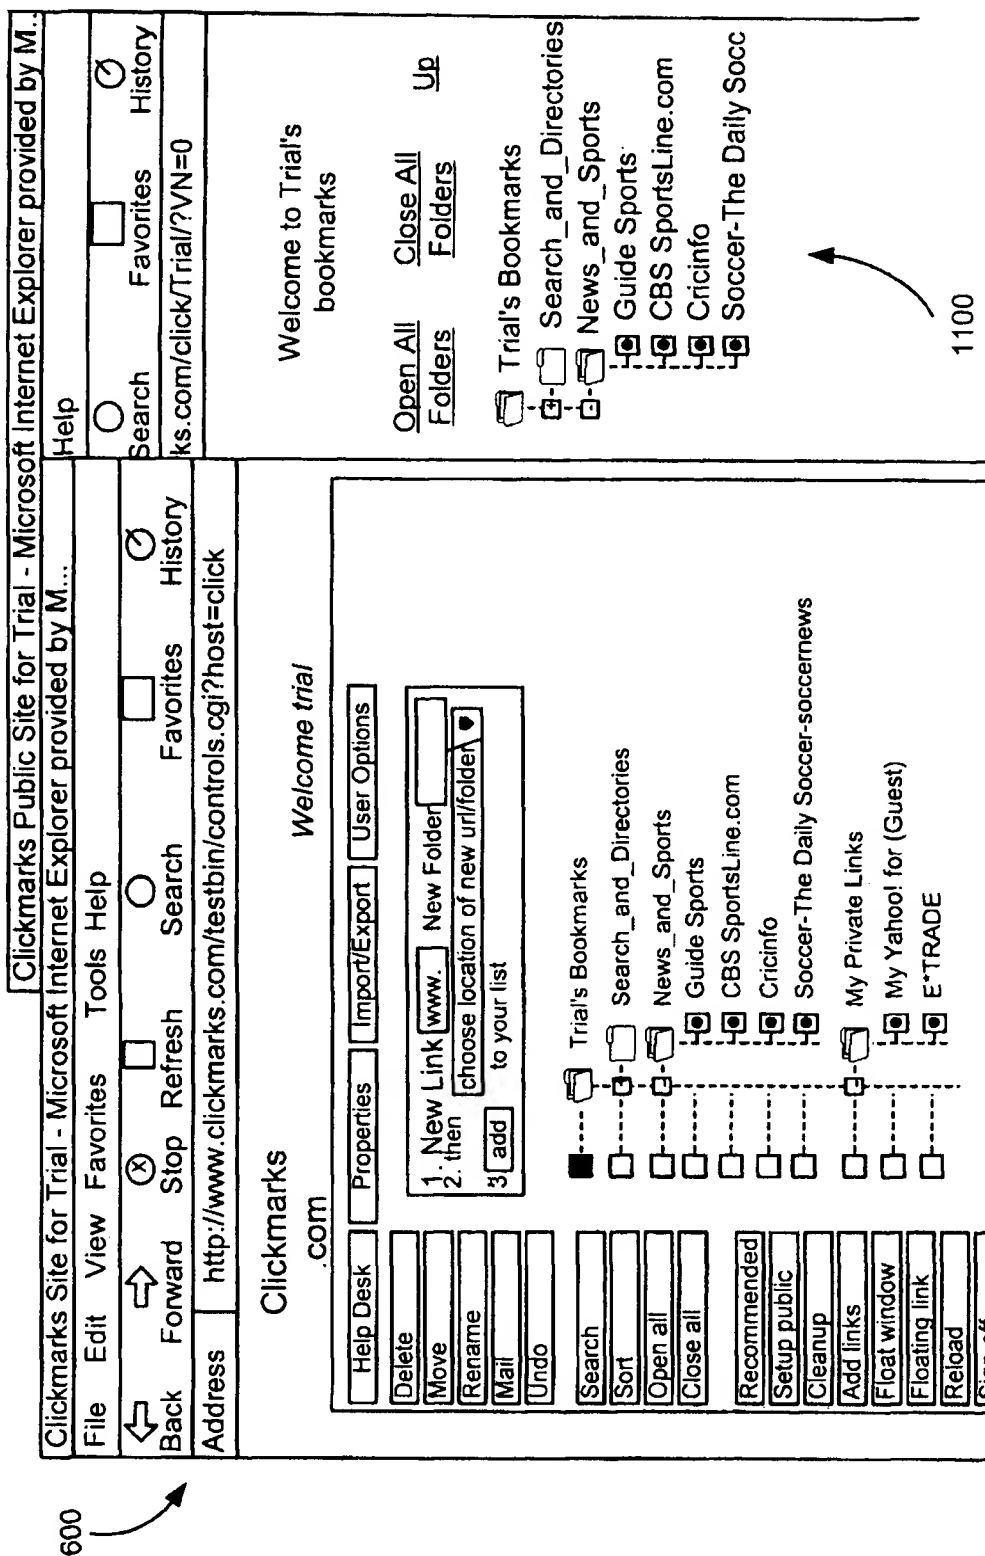 Clickmarks Public Site for Trial - Microsoft Internet Explorer provided by M...
Clickmarks Site for Trial - Microsoft Internet Explorer provided by M...
File Edit View Favorites Tools Help
Back Forward Stop Refresh Search Favorites History
Address http://www.clickmarks.com/testbin/controls.cgi?host=click
Clickmarks
.com
Welcome trial
Help Desk Properties Import/Export User Options
Delete
Move
Rename
Mail
Undo
Search
Sort
Open all
Close all
Recommended
Setup public
Cleanup
Add links
Float window
Floating link
Reload
1. New Link www. New Folder
2. then choose location of new url/folder
3 add to your list
Trial's Bookmarks
Search_and_Directories
News_and_Sports
Guide Sports
CBS SportsLine.com
Cricinfo
Soccer-The Daily Soccer-soccernews
My Private Links
My Yahoo! for (Guest)
E*TRADE
600
Help
Search Favorites History
ks.com/click/Trial/?VN=0
Welcome to Trial's
bookmarks
Open All Close All Up
Folders Folders
Trial's Bookmarks
+ Search_and_Directories
- News_and_Sports
Guide Sports
CBS SportsLine.com
Cricinfo
Soccer-The Daily Socc
1100